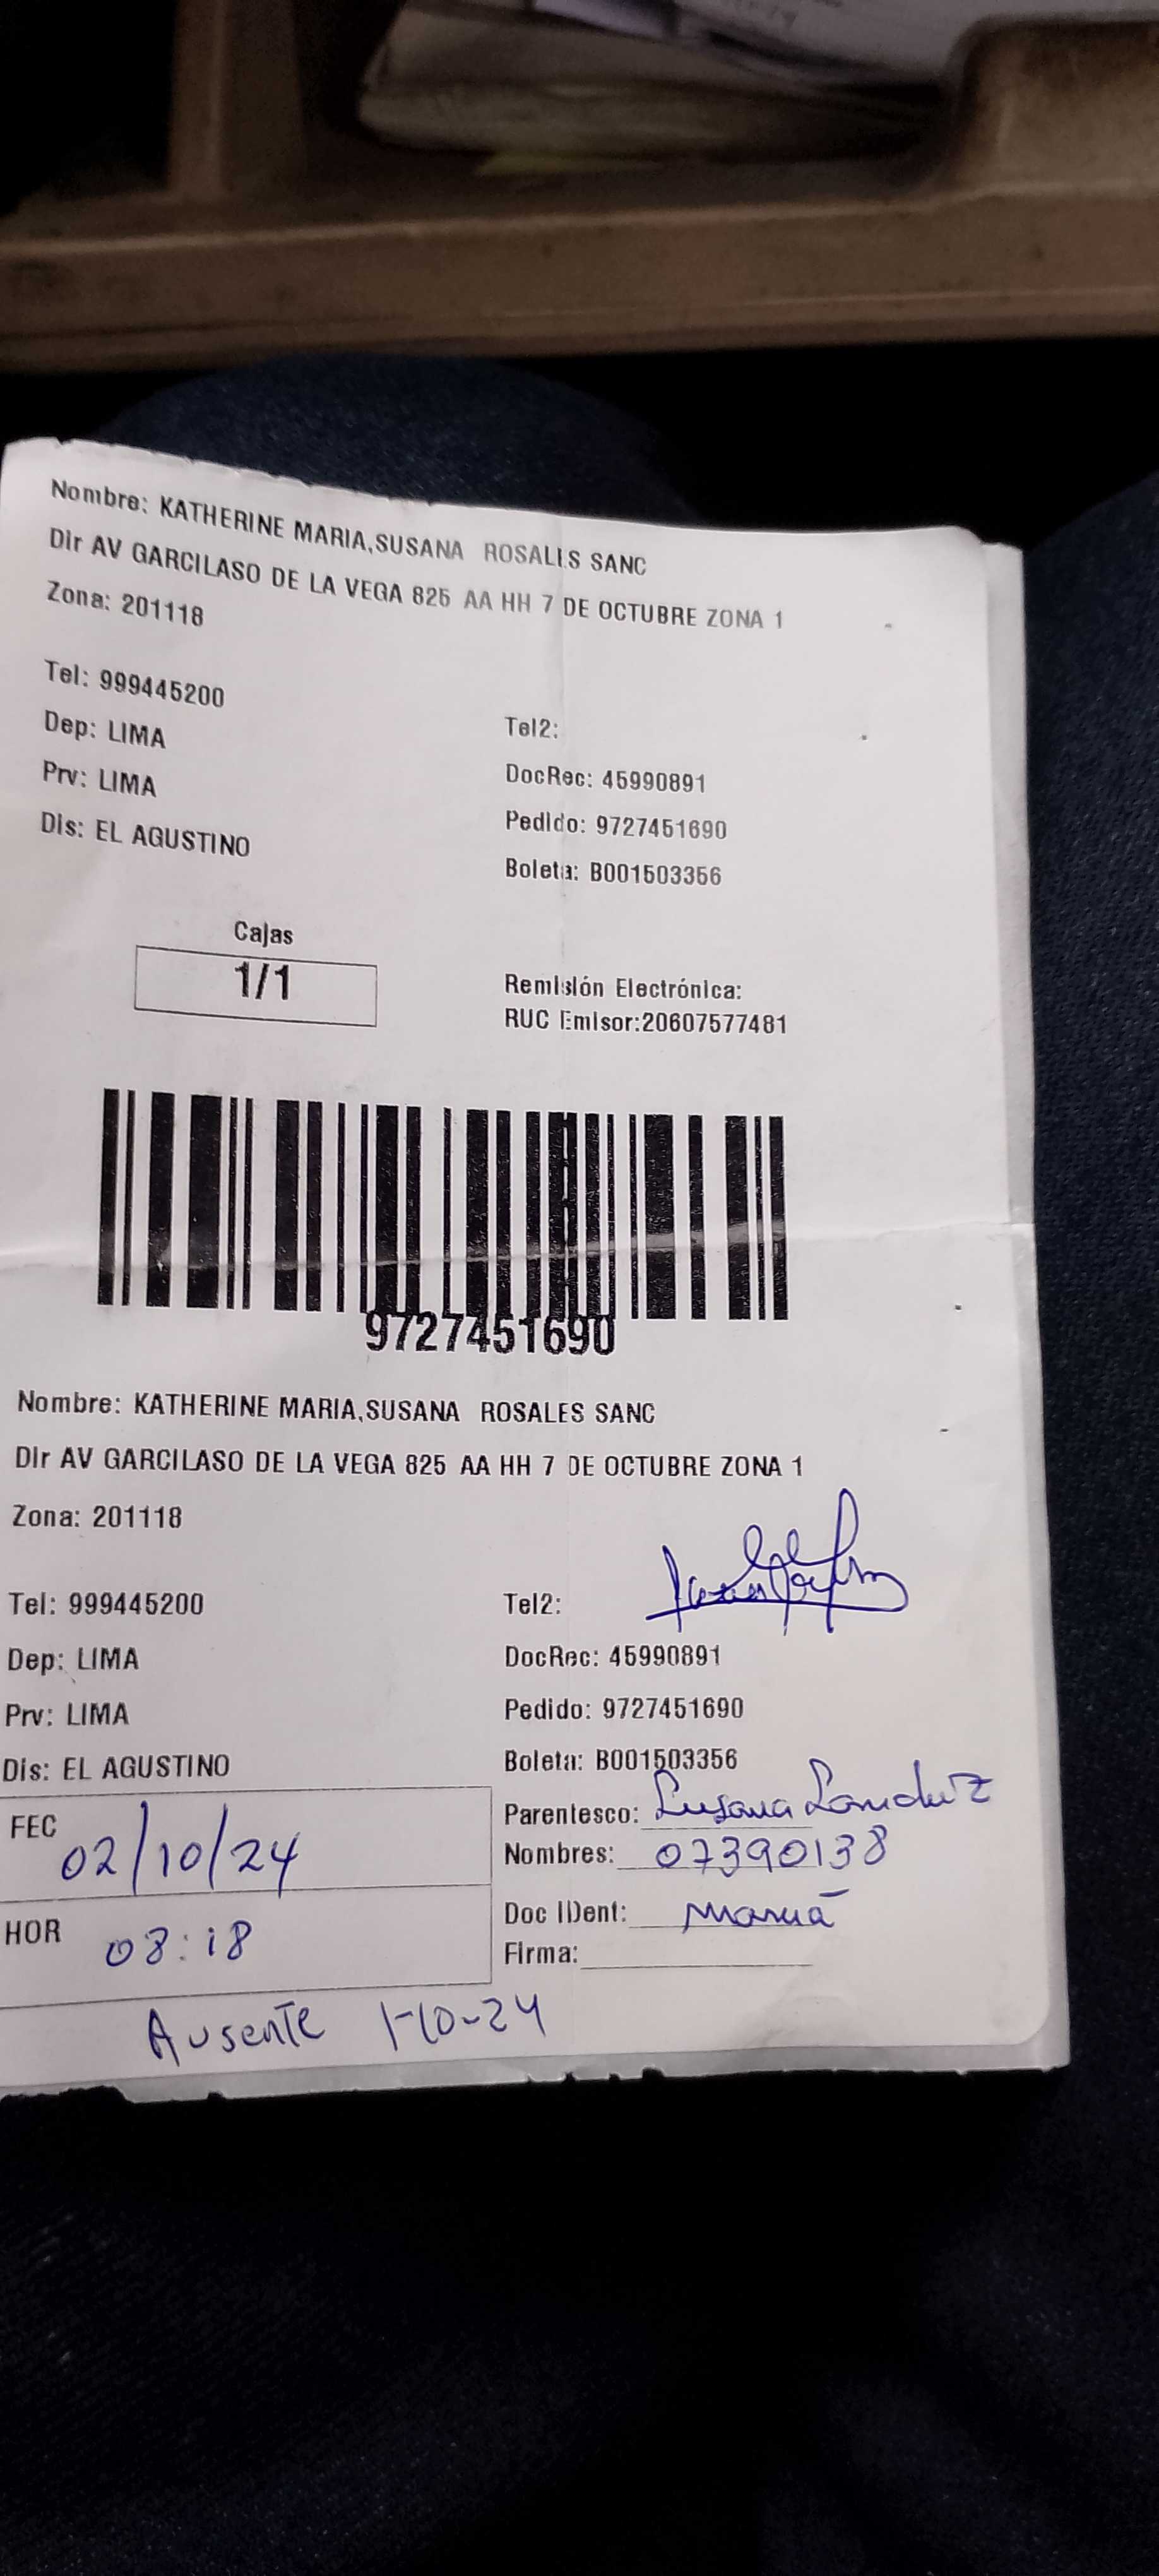 Nombre: KATHERINE MARIA,SUSANA ROSALES SANC
Dir AV GARCILASO DE LA VEGA 825 AA HH 7 DE OCTUBRE ZONA 1
Zona: 201118
Tel: 999445200
Tel2:
Dep: LIMA
DocRec: 45990891
Prv: LIMA
Pedido: 9727451690
Dis: EL AGUSTINO
Boleta: B001503356
Cajas
1/1
Remisión Electrónica:
RUC Emisor:20607577481
9727451690
Nombre: KATHERINE MARIA,SUSANA ROSALES SANC
Dir AV GARCILASO DE LA VEGA 825 AA HH 7 DE OCTUBRE ZONA 1
Zona: 201118
Tel: 999445200
Tel2:
Dep: LIMA
DocRec: 45990891
Prv: LIMA
Pedido: 9727451690
Dis: EL AGUSTINO
Boleta: B001503356
FEC 02/10/24
Parentesco: Susana
Nombres: 07390138
HOR 08:18
Doc IDent: Mamá
Firma:
Ausente 1-10-24